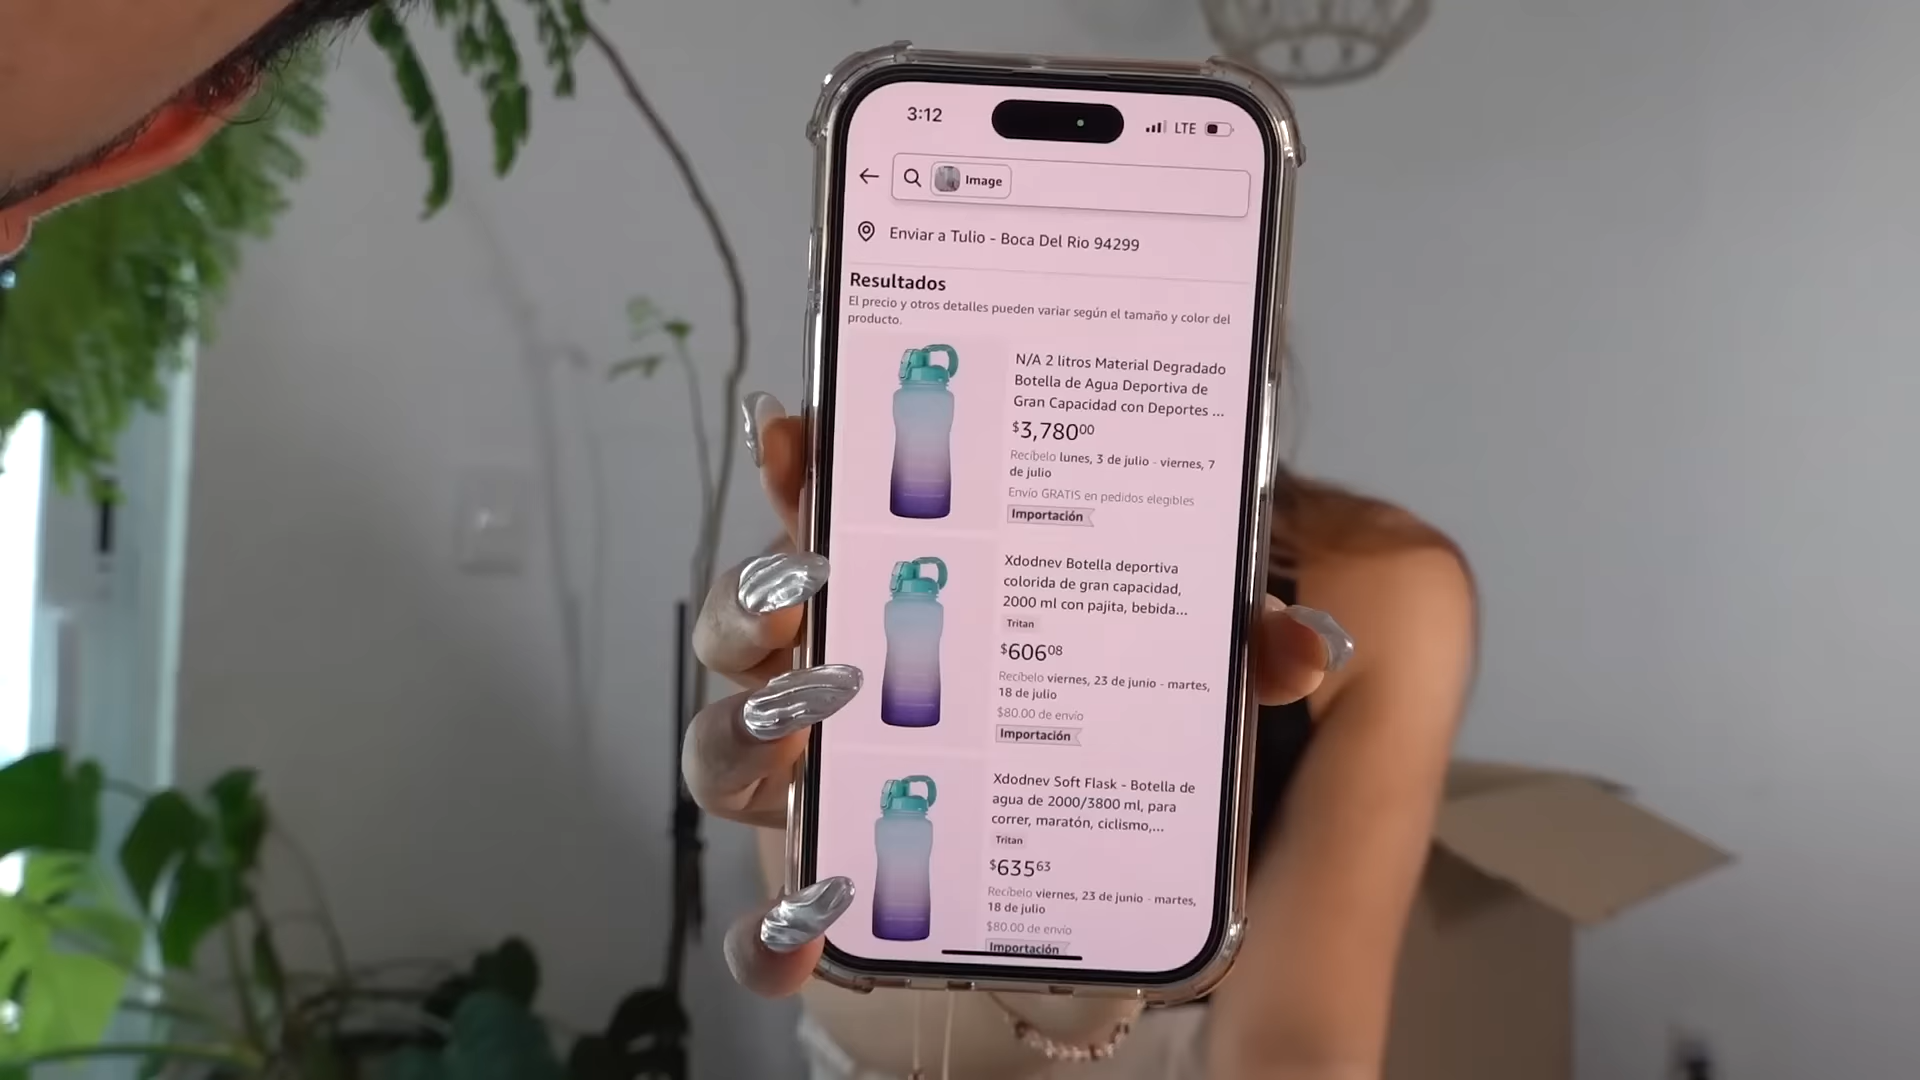 3:12
LTE
Image
Enviar a Tulio - Boca Del Rio 94299
Resultados
El precio y otros detalles pueden variar según el tamaño y color del
producto.
N/A 2 litros Material Degradado
Botella de Agua Deportiva de
Gran Capacidad con Deportes ...
$3,780⁰⁰
Recíbelo lunes, 3 de julio - viernes, 7
de julio
Envío GRATIS en pedidos elegibles
Importación
Xdodnev Botella deportiva
colorida de gran capacidad,
2000 ml con pajita, bebida...
Tritan
$606⁰⁸
Recíbelo viernes, 23 de junio - martes,
18 de julio
$80.00 de envío
Importación
Xdodnev Soft Flask - Botella de
agua de 2000/3800 ml, para
correr, maratón, ciclismo,...
Tritan
$635⁶³
Recíbelo viernes, 23 de junio - martes,
18 de julio
$80.00 de envío
Importación